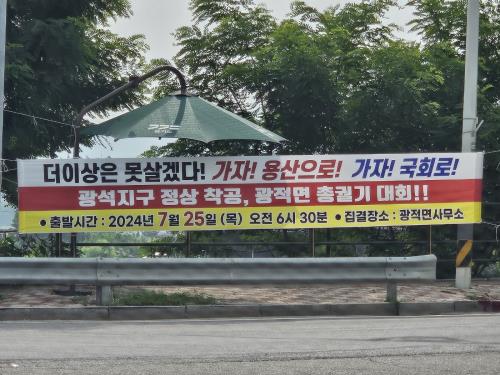 더이상은 못살겠다! 가자! 용산으로! 가자! 국회로!
광석지구 정상 착공, 광적면 총궐기 대회!!
• 출발시간 : 2024년 7월 25일 (목) 오전 6시 30분 • 집결장소 : 광적면사무소